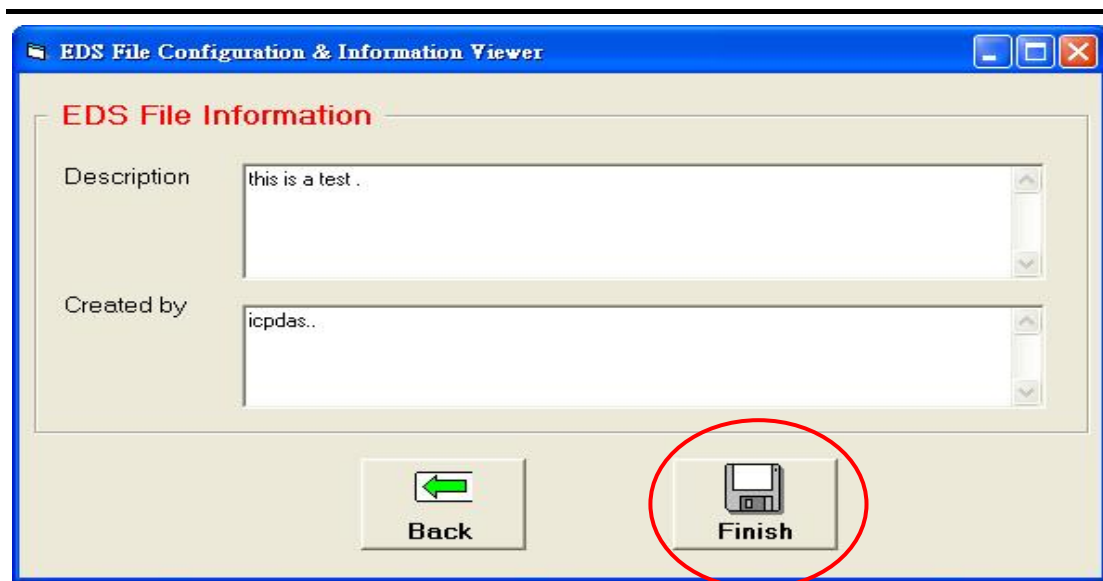 EDS File Configuration & Information Viewer
EDS File Information
Description
this is a test .
Created by
icpdas..
Back
Finish